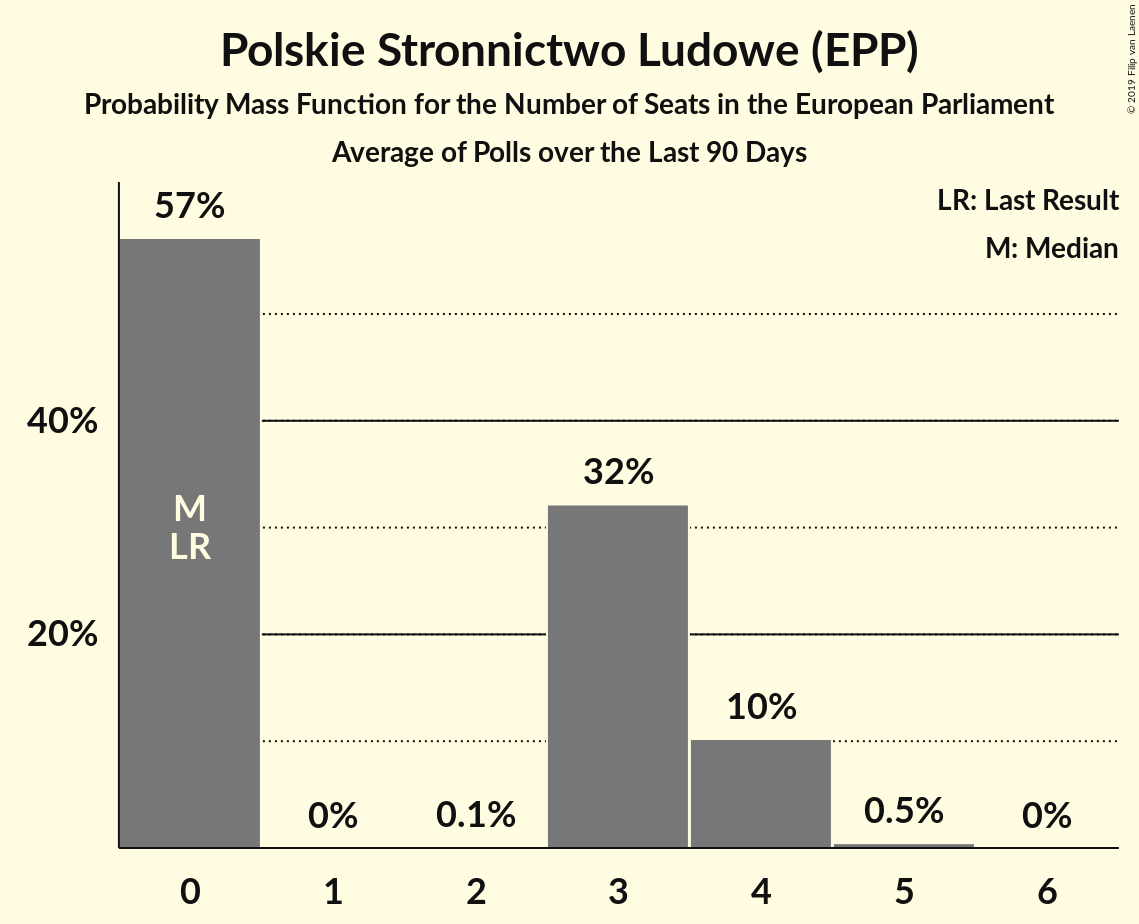 Polskie Stronnictwo Ludowe (EPP)
Probability Mass Function for the Number of Seats in the European Parliament
Average of Polls over the Last 90 Days
© 2019 Filip van Laenen
LR: Last Result
M: Median
57%
40%
32%
M
LR
20%
10%
0%
0.1%
0.5%
0%
0 1 2 3 4 5 6